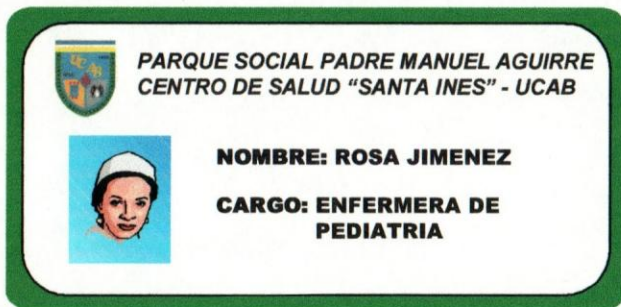 PARQUE SOCIAL PADRE MANUEL AGUIRRE
CENTRO DE SALUD “SANTA INES” - UCAB
NOMBRE: ROSA JIMENEZ
CARGO: ENFERMERA DE
PEDIATRIA